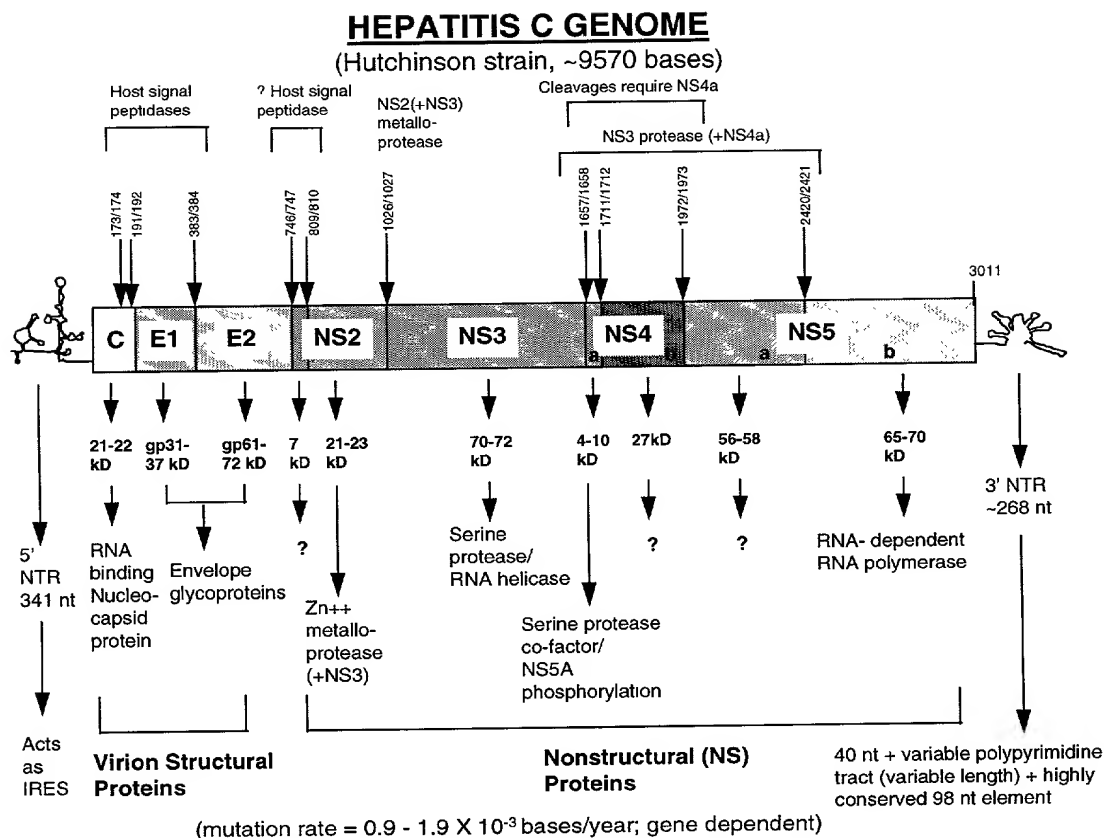 HEPATITIS C GENOME
(Hutchinson strain, ~9570 bases)
Host signal
peptidases
? Host signal
peptidase
NS2(+NS3)
metallo-
protease
Cleavages require NS4a
NS3 protease (+NS4a)
173/174
191/192
383/384
746/747
809/810
1026/1027
1657/1658
1711/1712
1972/1973
2420/2421
3011
C
E1
E2
NS2
NS3
NS4
a
b
NS5
a
b
21-22
kD
gp31-
37 kD
gp61-
72 kD
7
kD
21-23
kD
70-72
kD
4-10
kD
27kD
56-58
kD
65-70
kD
5'
NTR
341 nt
RNA
binding
Nucleo-
capsid
protein
Envelope
glycoproteins
?
Zn++
metallo-
protease
(+NS3)
Serine
protease/
RNA helicase
Serine protease
co-factor/
NS5A
phosphorylation
?
?
RNA- dependent
RNA polymerase
3' NTR
~268 nt
Acts
as
IRES
Virion Structural
Proteins
Nonstructural (NS)
Proteins
40 nt + variable polypyrimidine
tract (variable length) + highly
conserved 98 nt element
(mutation rate = 0.9 - 1.9 X 10⁻³ bases/year; gene dependent)